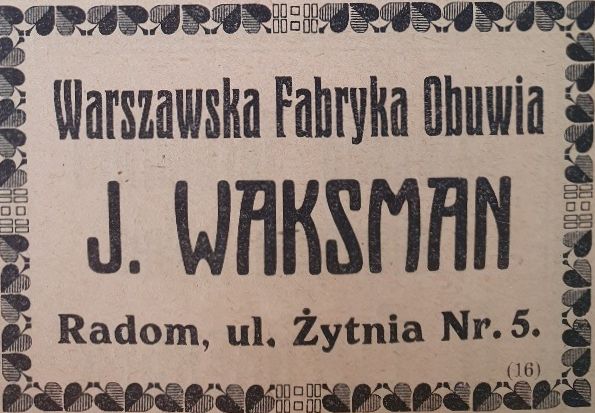 Warszawska Fabryka Obuwia
J. WAKSMAN
Radom, ul. Żytnia Nr. 5.
(16)